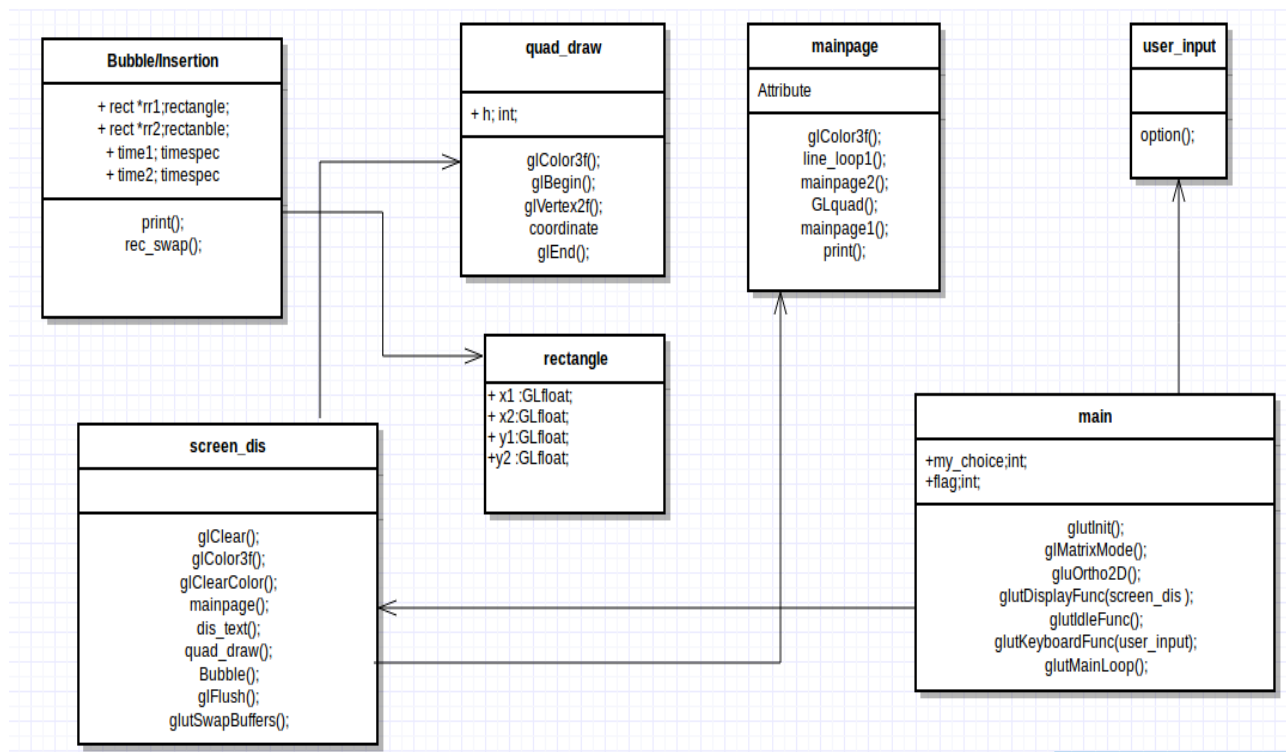 Bubble/Insertion
+ rect *rr1;rectangle;
+ rect *rr2;rectanble;
+ time1; timespec
+ time2; timespec
print();
rec_swap();
quad_draw
+ h; int;
glColor3f();
glBegin();
glVertex2f();
coordinate
glEnd();
mainpage
Attribute
glColor3f();
line_loop1();
mainpage2();
GLquad();
mainpage1();
print();
user_input
option();
rectangle
+ x1 :GLfloat;
+ x2:GLfloat;
+ y1:GLfloat;
+y2 :GLfloat;
screen_dis
glClear();
glColor3f();
glClearColor();
mainpage();
dis_text();
quad_draw();
Bubble();
glFlush();
glutSwapBuffers();
main
+my_choice;int;
+flag;int;
glutInit();
glMatrixMode();
gluOrtho2D();
glutDisplayFunc(screen_dis );
glutIdleFunc();
glutKeyboardFunc(user_input);
glutMainLoop();